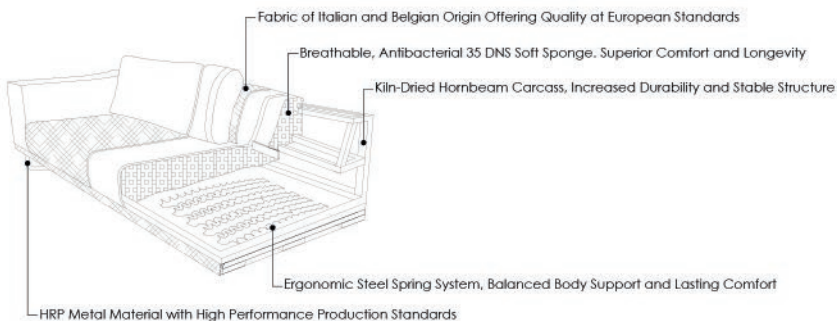 Fabric of Italian and Belgian Origin Offering Quality at European Standards
Breathable, Antibacterial 35 DNS Soft Sponge. Superior Comfort and Longevity
Kiln-Dried Hornbeam Carcass, Increased Durability and Stable Structure
Ergonomic Steel Spring System, Balanced Body Support and Lasting Comfort
HRP Metal Material with High Performance Production Standards